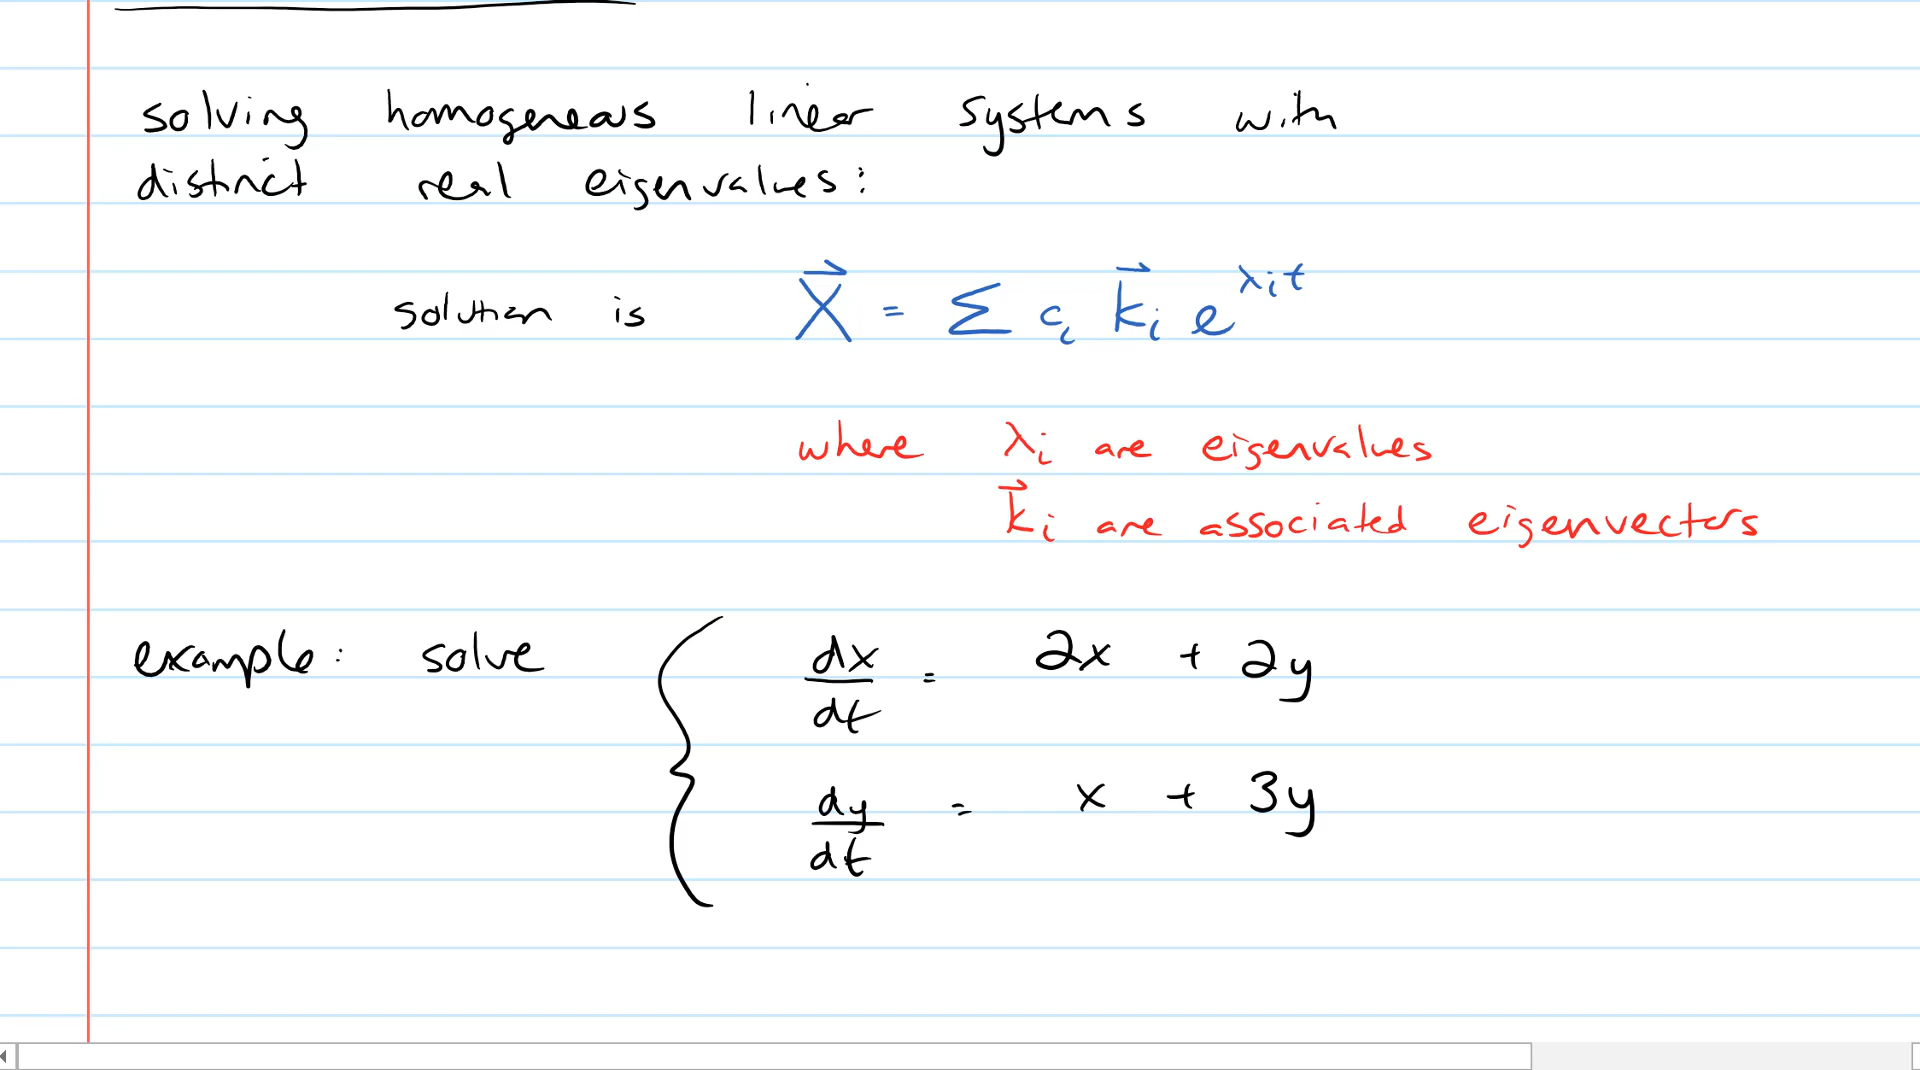 solving homogeneous linear systems with
distinct real eigenvalues:
solution is X⃗ = Σ cᵢ k⃗ᵢ e^λᵢt
where λᵢ are eigenvalues
k⃗ᵢ are associated eigenvectors
example: solve { dx/dt = 2x + 2y
dy/dt = x + 3y